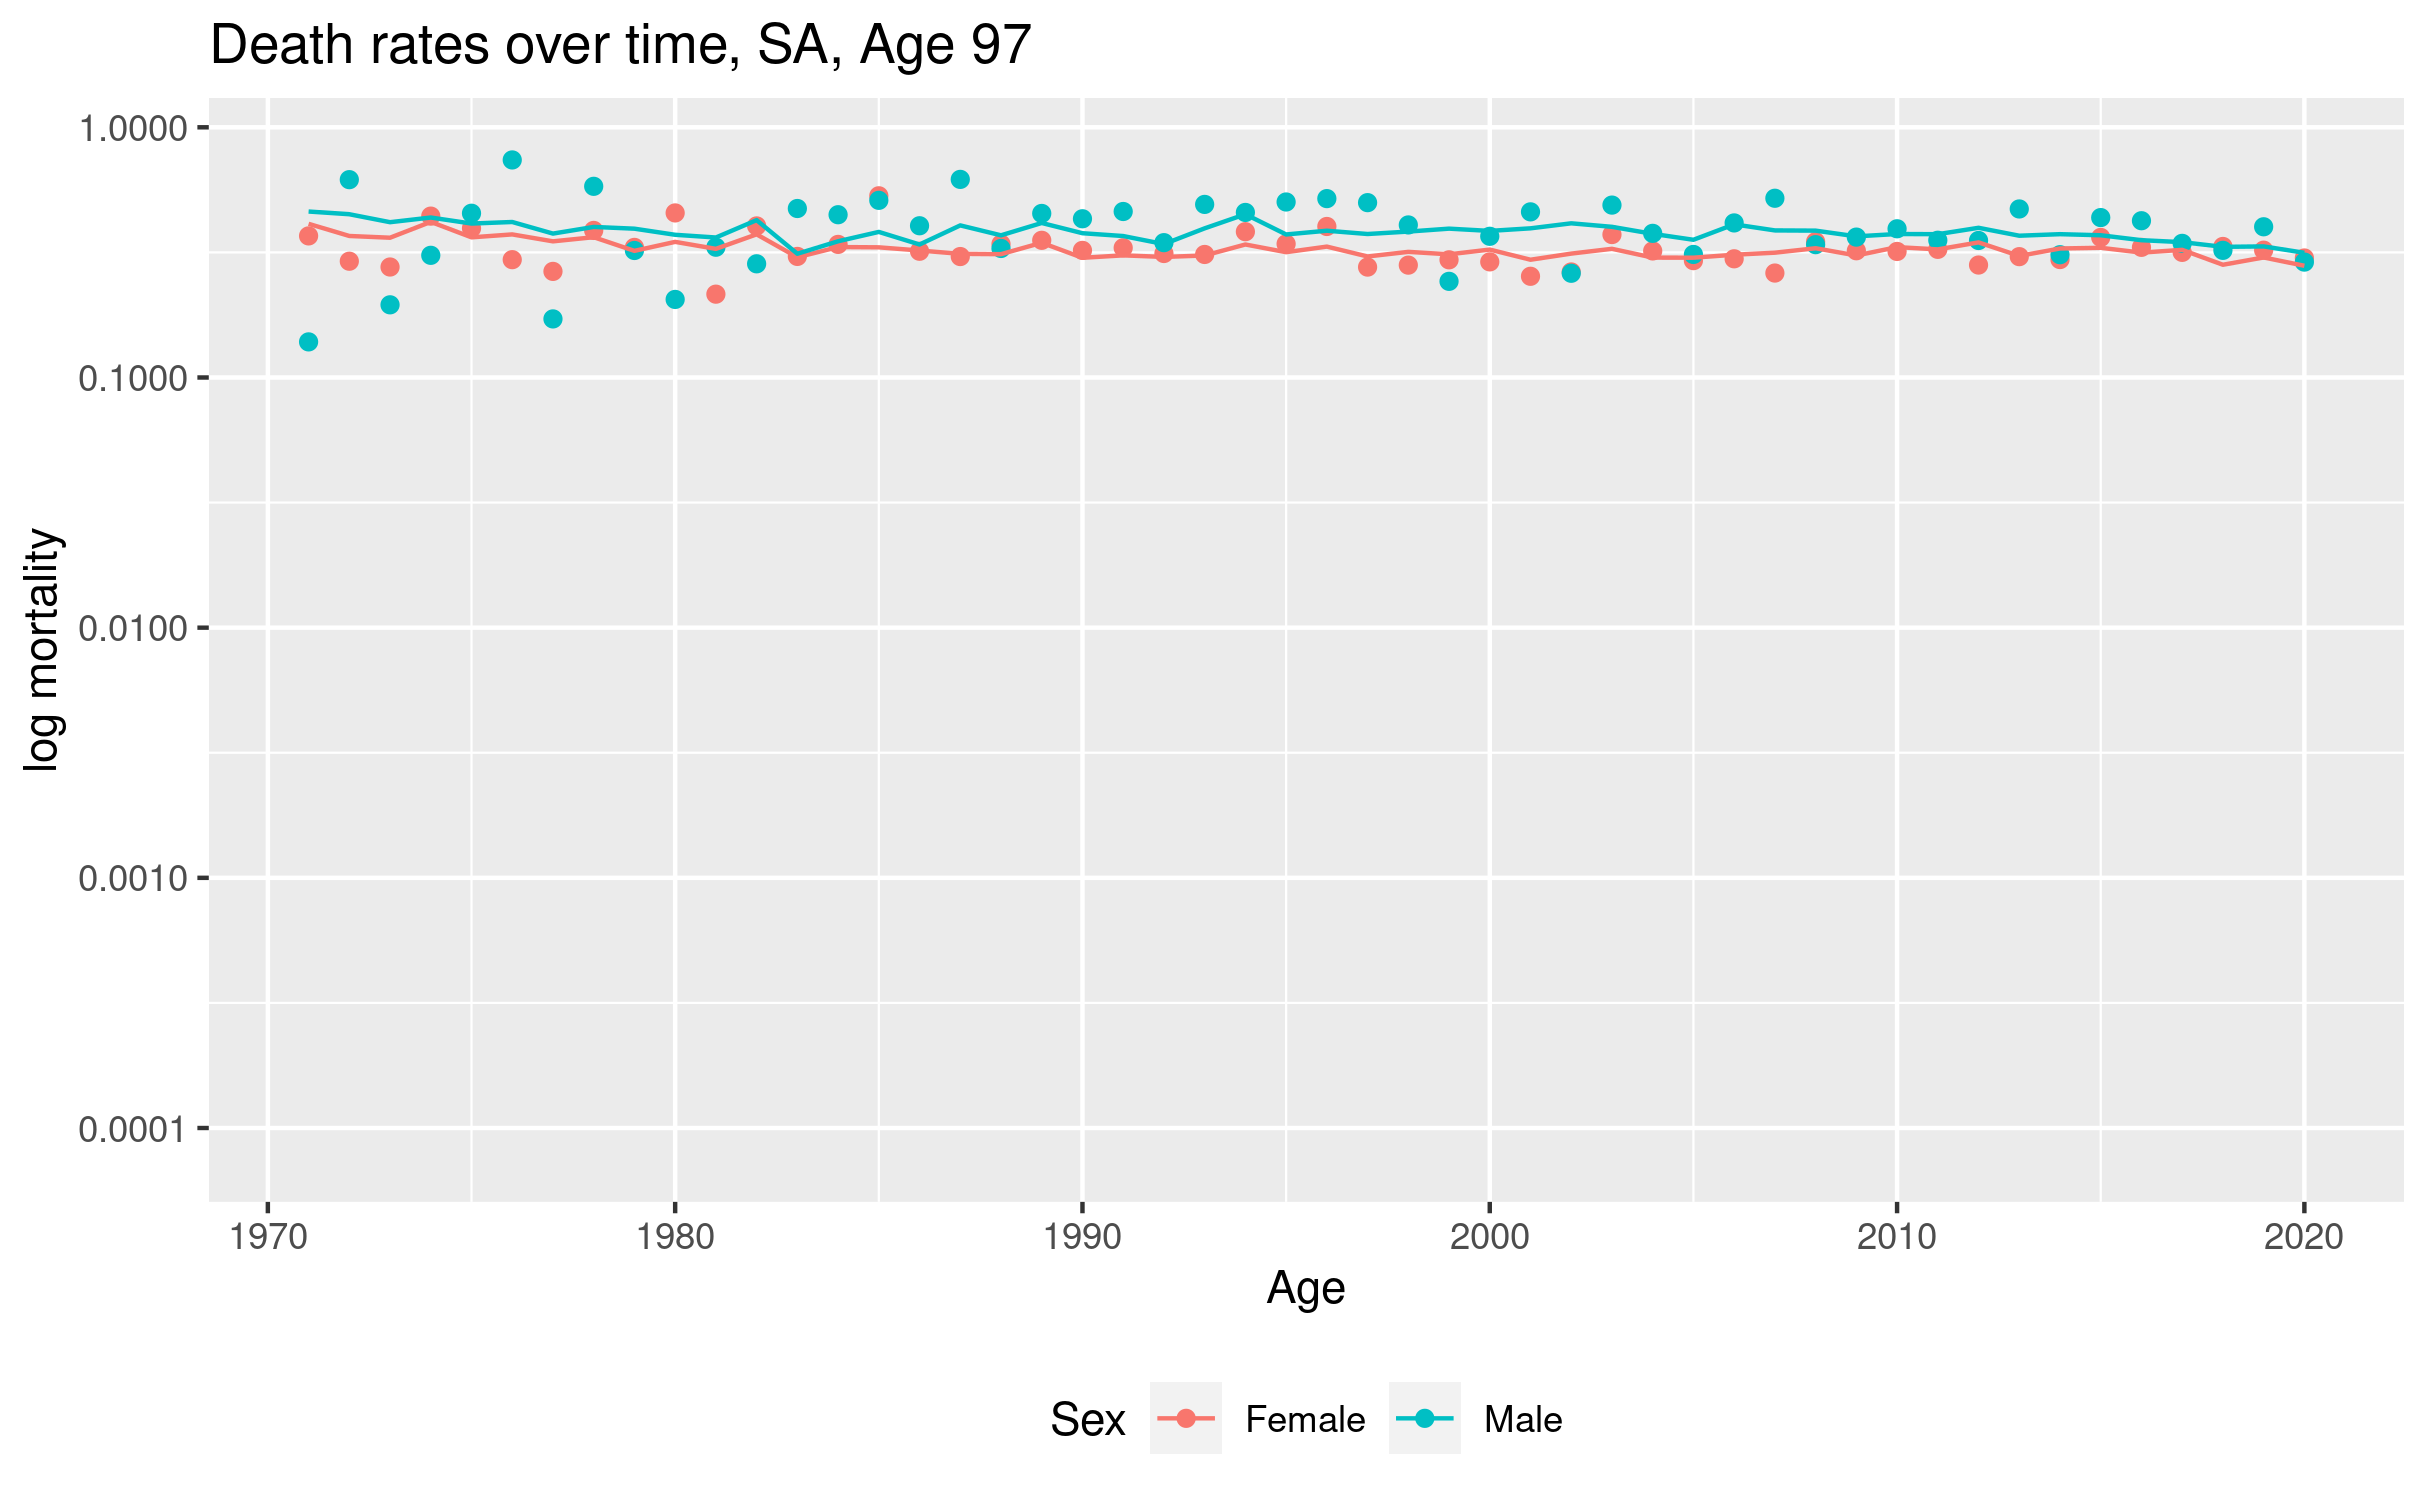 Death rates over time, SA, Age 97
log mortality
1.0000
0.1000
0.0100
0.0010
0.0001
1970 1980 1990 2000 2010 2020
Age
Sex Female Male